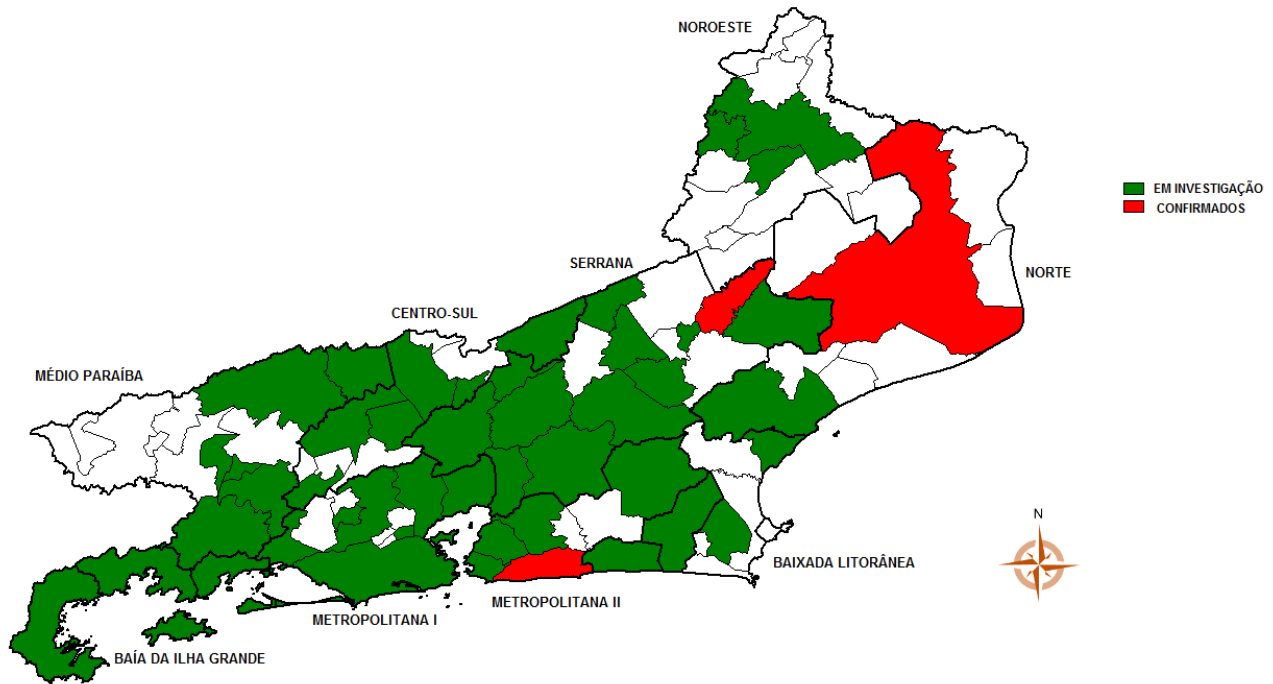 NOROESTE
EM INVESTIGAÇÃO
CONFIRMADOS
SERRANA
NORTE
CENTRO-SUL
MÉDIO PARAÍBA
N
BAIXADA LITORÂNEA
METROPOLITANA II
METROPOLITANA I
BAÍA DA ILHA GRANDE